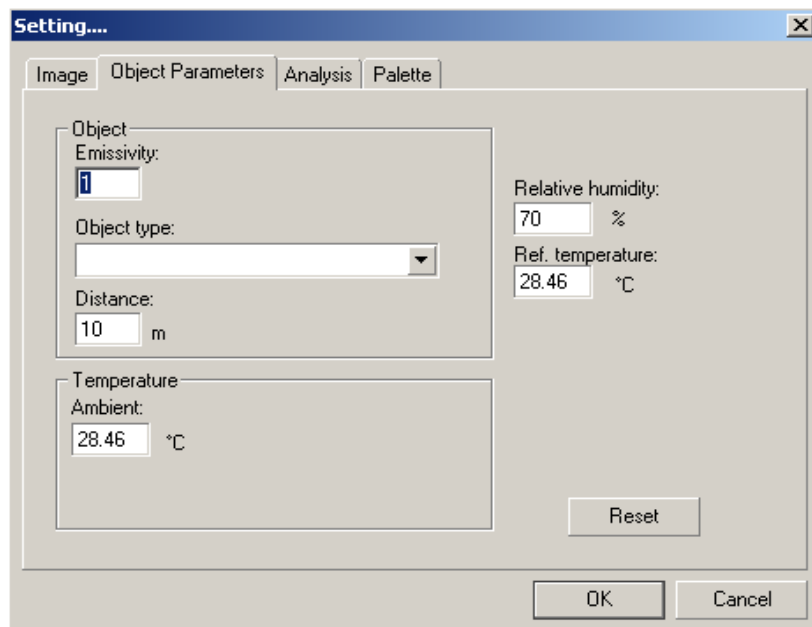 Setting....
Image Object Parameters Analysis Palette
Object
Emissivity:
1
Object type:
Distance:
10 m
Relative humidity:
70 %
Ref. temperature:
28.46 °C
Temperature
Ambient:
28.46 °C
Reset
OK Cancel